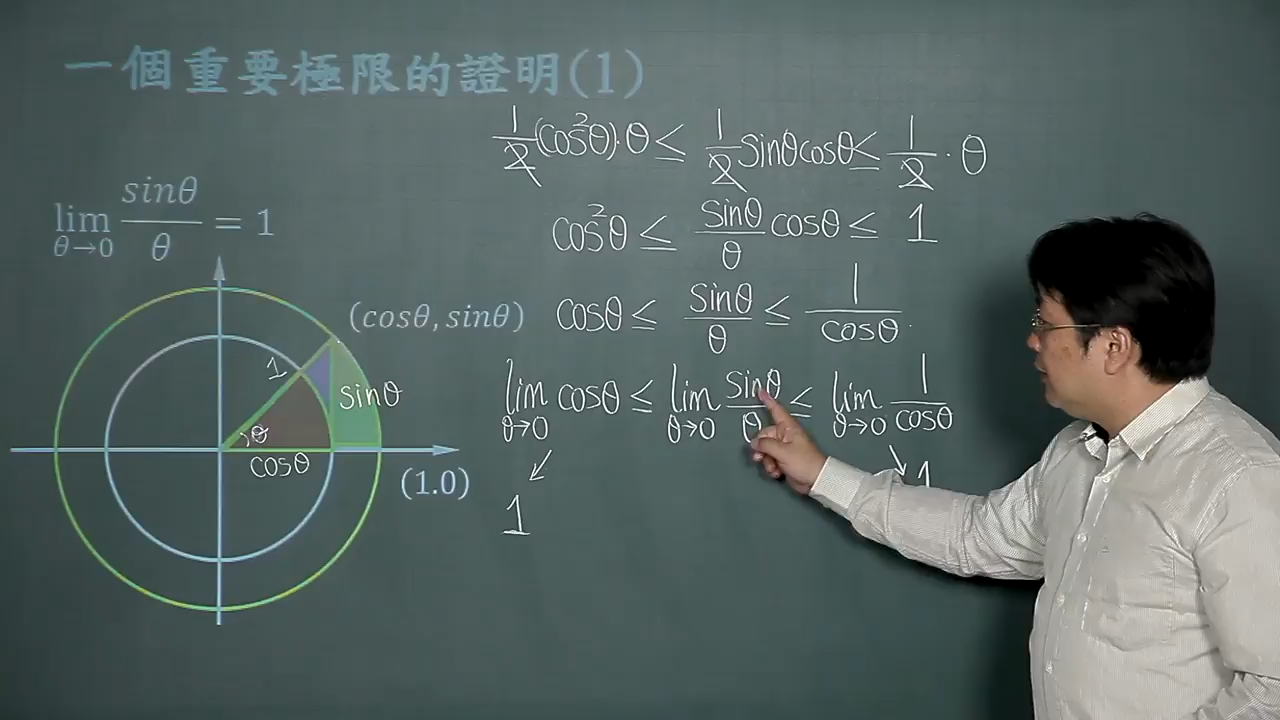 一個重要極限的證明(1)
lim θ→0 sinθ/θ = 1
(cosθ, sinθ)
1
sinθ
θ
cosθ
(1.0)
1/2 (cos²θ)·θ ≤ 1/2 sinθcosθ ≤ 1/2 · θ
cos²θ ≤ sinθ/θ cosθ ≤ 1
cosθ ≤ sinθ/θ ≤ 1/cosθ
lim θ→0 cosθ ≤ lim θ→0 sinθ/θ ≤ lim θ→0 1/cosθ
1 1